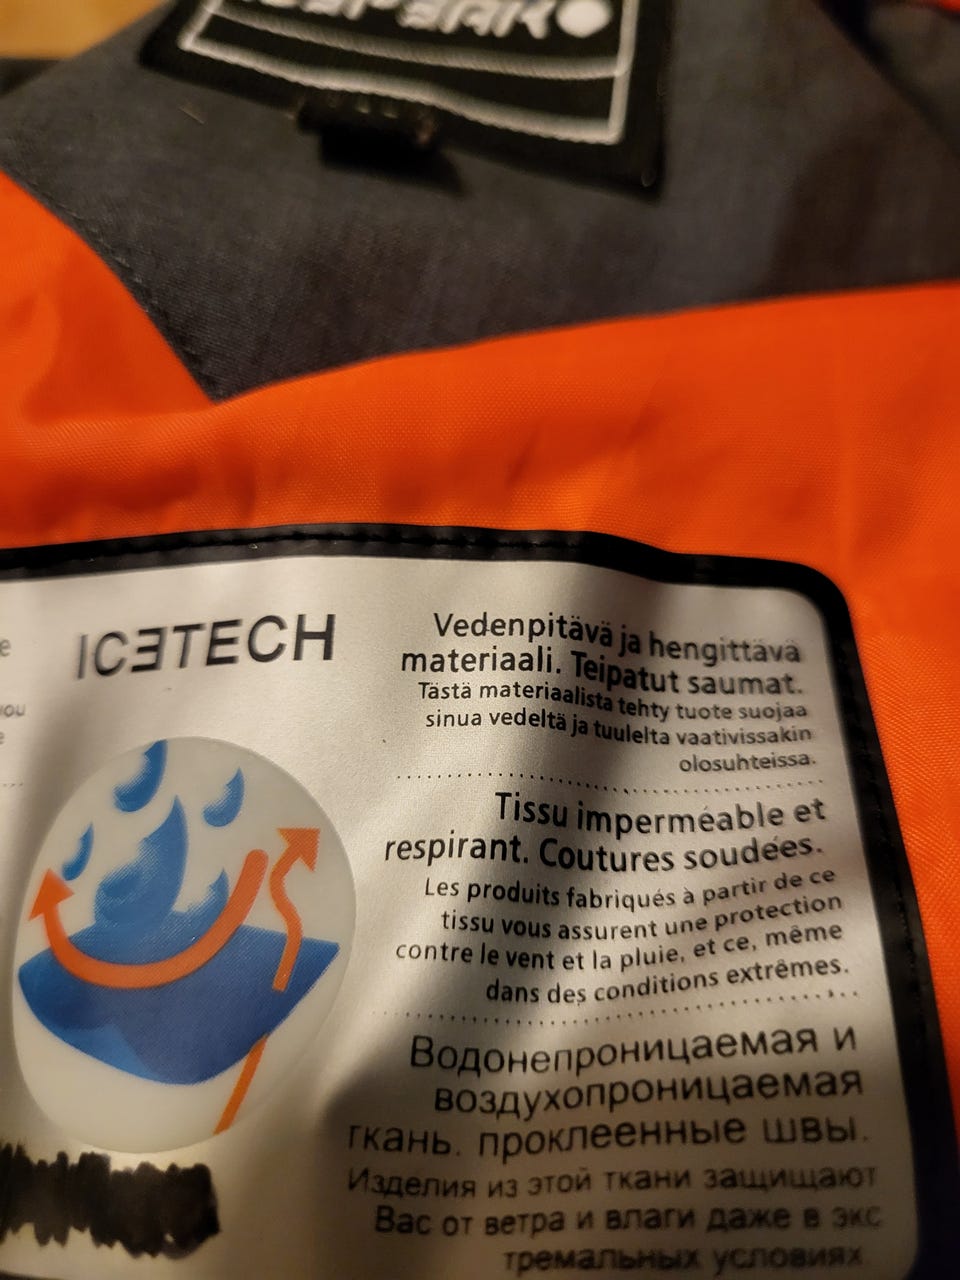 ICEPEAK
ICƎTECH
Vedenpitävä ja hengittävä
materiaali. Teipatut saumat.
Tästä materiaalista tehty tuote suojaa
sinua vedeltä ja tuulelta vaativissakin
olosuhteissa.
Tissu imperméable et
respirant. Coutures soudées.
Les produits fabriqués à partir de ce
tissu vous assurent une protection
contre le vent et la pluie, et ce, même
dans des conditions extrêmes.
Водонепроницаемая и
воздухопроницаемая
ткань. проклеенные швы.
Изделия из этой ткани защищают
Вас от ветра и влаги даже в экс
тремальных условиях